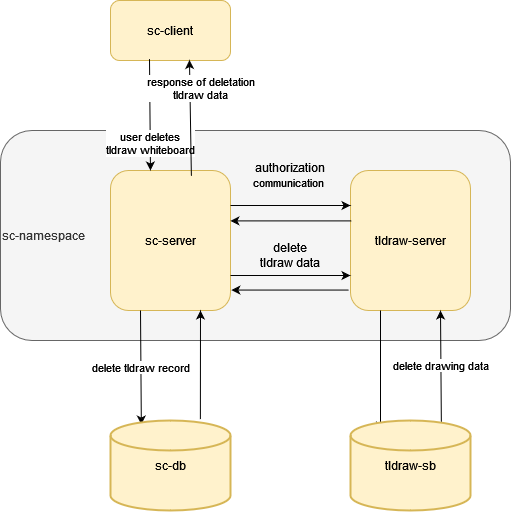 sc-client
response of deletation
tldraw data
user deletes
tldraw whiteboard
authorization
communication
sc-namespace
sc-server
tldraw-server
delete
tldraw data
delete tldraw record
delete drawing data
sc-db
tldraw-sb